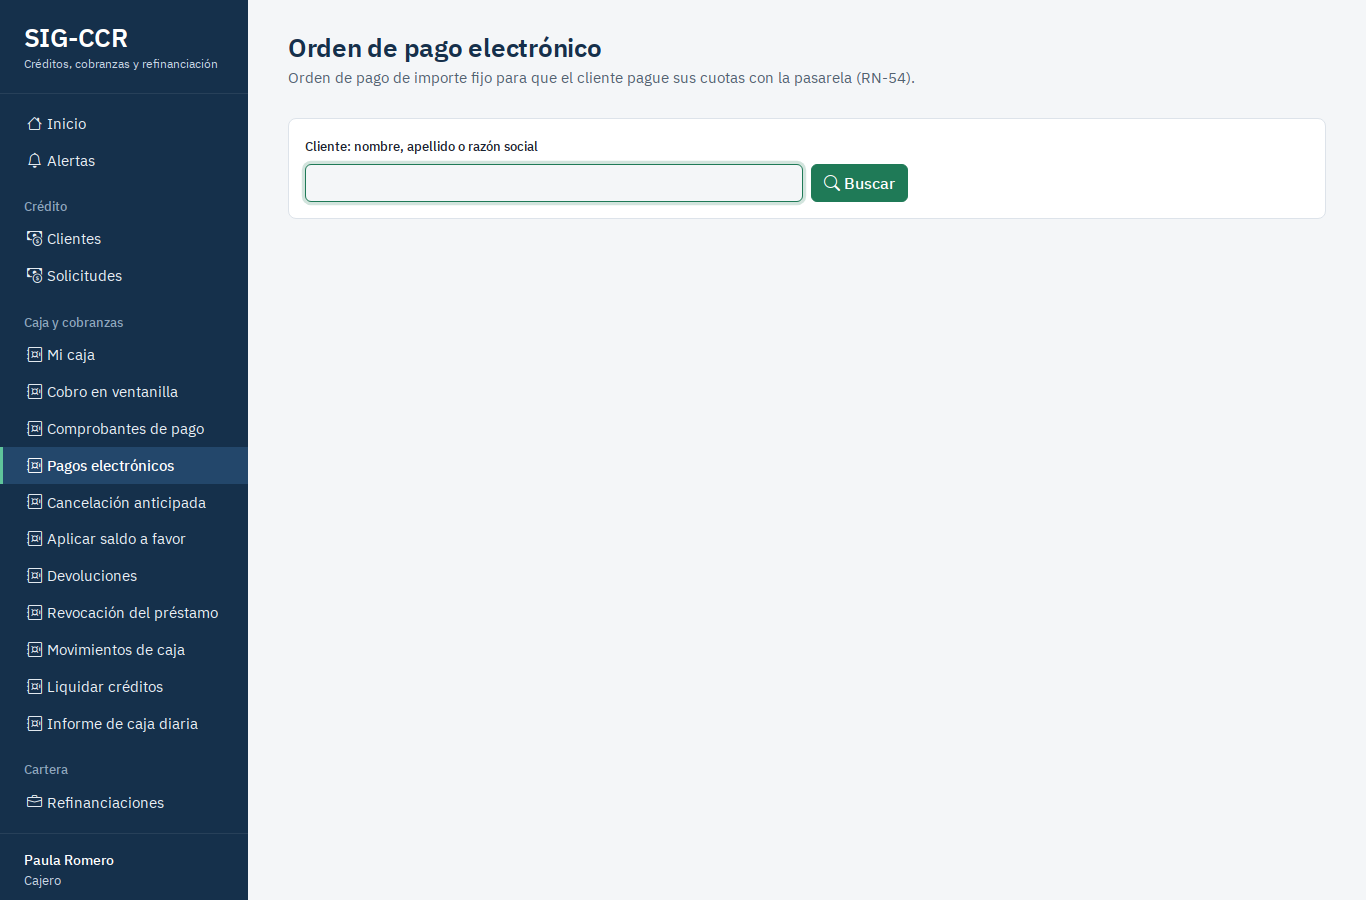 SIG-CCR
Créditos, cobranzas y refinanciación
Inicio
Alertas
Crédito
Clientes
Solicitudes
Caja y cobranzas
Mi caja
Cobro en ventanilla
Comprobantes de pago
Pagos electrónicos
Cancelación anticipada
Aplicar saldo a favor
Devoluciones
Revocación del préstamo
Movimientos de caja
Liquidar créditos
Informe de caja diaria
Cartera
Refinanciaciones
Paula Romero
Cajero
Orden de pago electrónico
Orden de pago de importe fijo para que el cliente pague sus cuotas con la pasarela (RN-54).
Cliente: nombre, apellido o razón social
Buscar